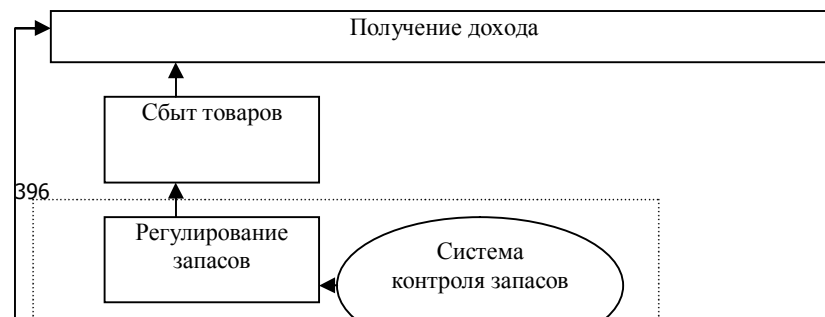 Получение дохода
Сбыт товаров
396
Регулирование
запасов
Система
контроля запасов